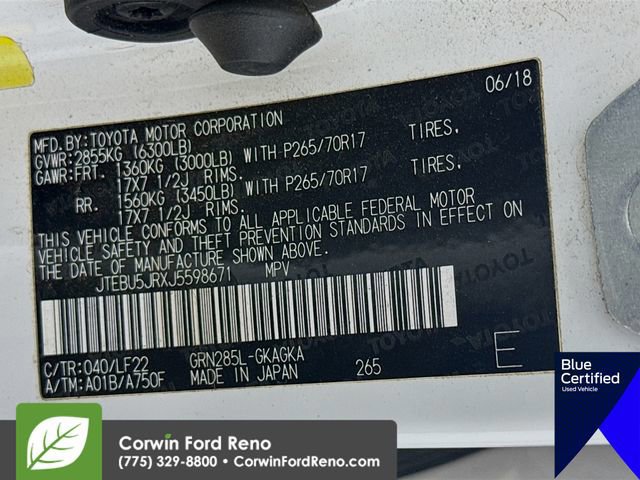 06/18
MFD.BY:TOYOTA MOTOR CORPORATION
GVWR:2855KG (6300LB)
GAWR:FRT. 1360KG (3000LB) WITH P265/70R17 TIRES,
17X7 1/2J RIMS.
RR. 1560KG (3450LB) WITH P265/70R17 TIRES,
17X7 1/2J RIMS.
THIS VEHICLE CONFORMS TO ALL APPLICABLE FEDERAL MOTOR
VEHICLE SAFETY AND THEFT PREVENTION STANDARDS IN EFFECT ON
THE DATE OF MANUFACTURE SHOWN ABOVE.
JTEBU5JRXJ5598671 MPV
C/TR:040/LF22 GRN285L-GKAGKA
A/TM:A01B/A750F MADE IN JAPAN 265 E
Blue
Certified
Used Vehicle
Corwin Ford Reno
(775) 329-8800 • CorwinFordReno.com